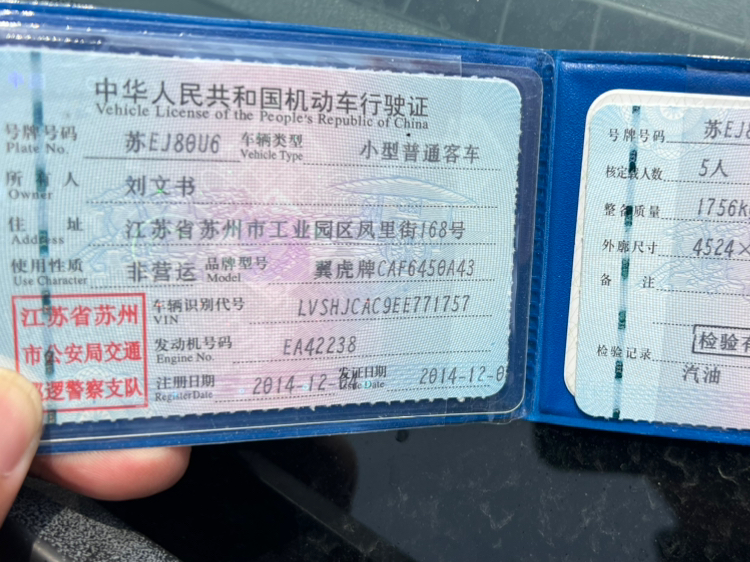 中华人民共和国机动车行驶证
Vehicle License of the People's Republic of China
号牌号码 苏EJ80U6 车辆类型 小型普通客车
Plate No. Vehicle Type
所有人 刘文书
Owner
住址 江苏省苏州市工业园区凤里街168号
Address
使用性质 非营运 品牌型号 翼虎牌CAF6450A43
Use Character Model
江苏省苏州
市公安局交通
巡逻警察支队
车辆识别代号 LVSHJCAC9EE771757
VIN
发动机号码 EA42238
Engine No.
注册日期 2014-12-04 发证日期 2014-12-0
Register Date Issue Date
号牌号码 苏EJ8
核定载人数 5人
整备质量 1756k
外廓尺寸 4524×
备注
检验有
检验记录
汽油